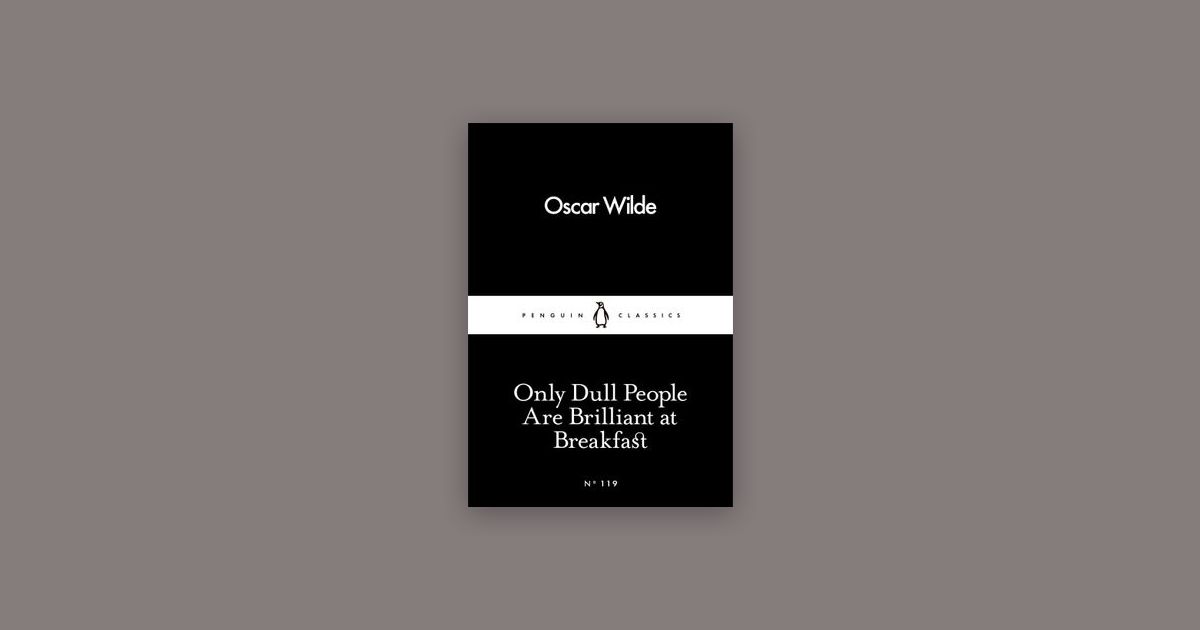 Oscar Wilde
PENGUIN CLASSICS
Only Dull People
Are Brilliant at
Breakfast
Nº 119